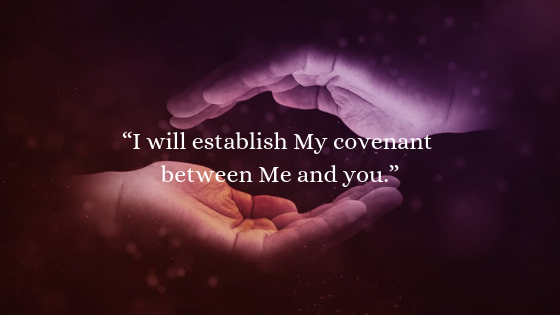 “I will establish My covenant
between Me and you.”